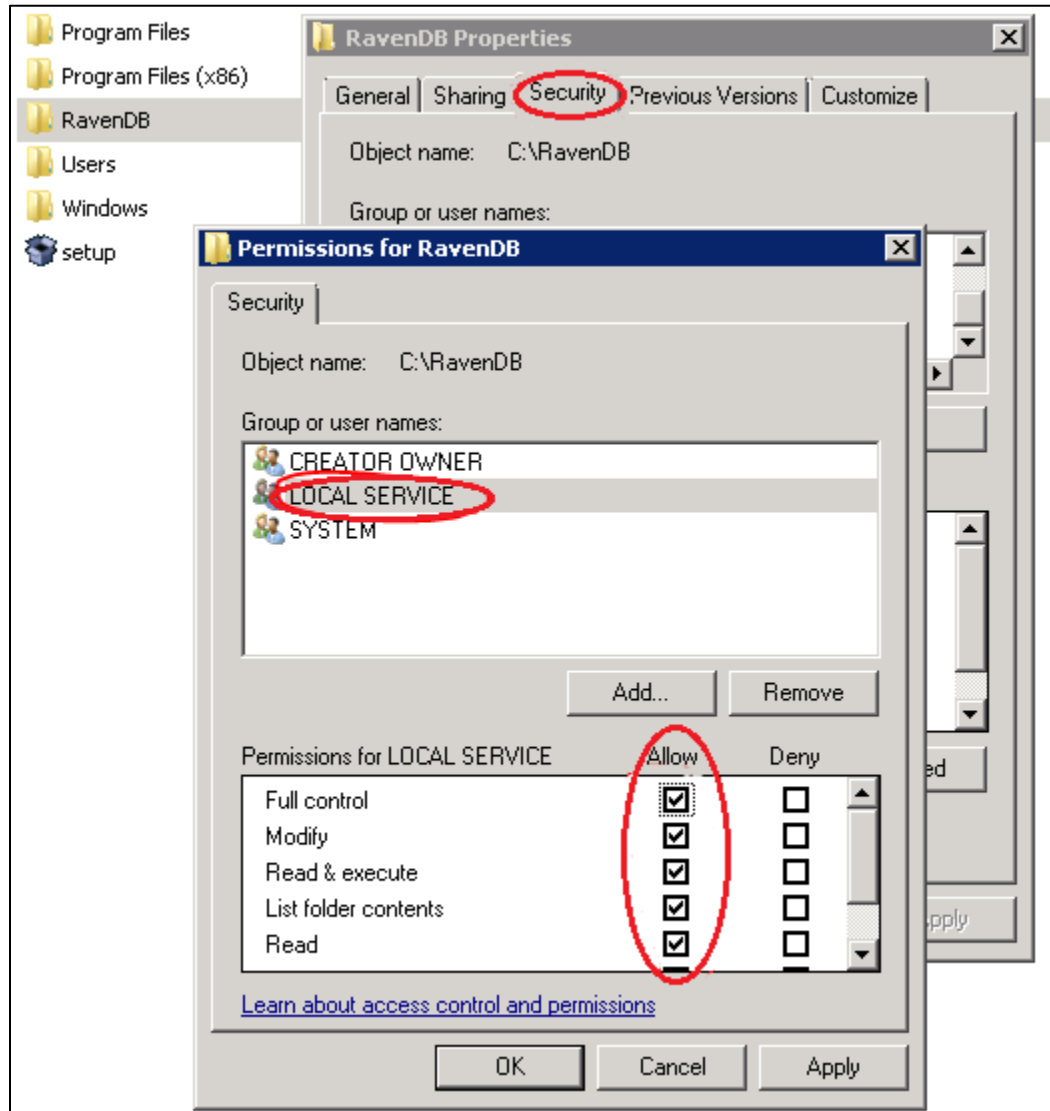 Program Files
Program Files (x86)
RavenDB
Users
Windows
setup
RavenDB Properties
General Sharing Security Previous Versions Customize
Object name: C:\RavenDB
Group or user names:
Permissions for RavenDB
Security
Object name: C:\RavenDB
Group or user names:
CREATOR OWNER
LOCAL SERVICE
SYSTEM
Add... Remove
Permissions for LOCAL SERVICE Allow Deny
Full control
Modify
Read & execute
List folder contents
Read
Learn about access control and permissions
OK Cancel Apply